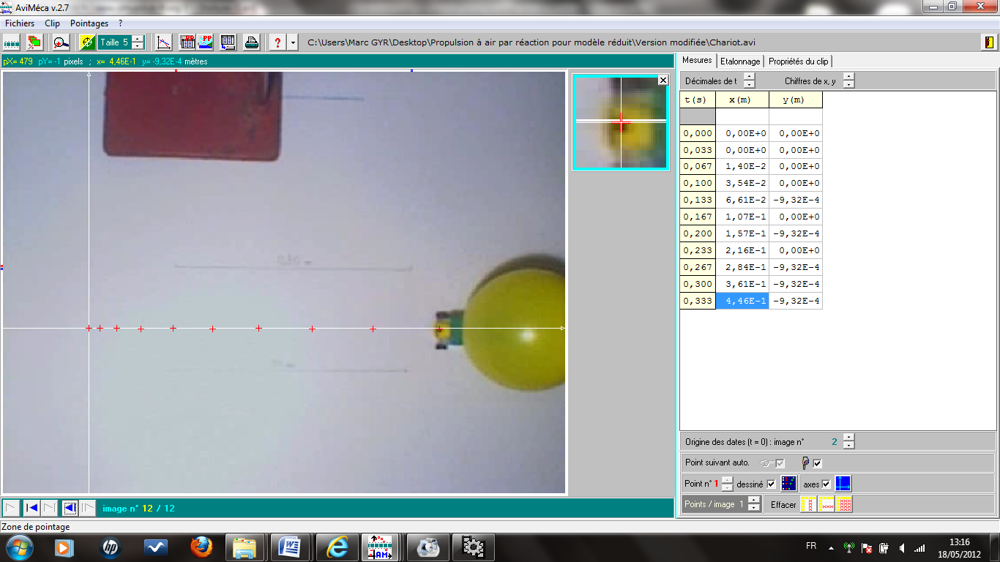 AviMéca v.2.7
Fichiers Clip Pointages ?
Taille 5
PP
?
C:\Users\Marc GYR\Desktop\Propulsion à air par réaction pour modèle réduit\Version modifiée\Chariot.avi
pX= 479 pY= -1 pixels ; x= 4,46E-1 y= -9,32E-4 mètres
Mesures Etalonnage Propriétés du clip
Décimales de t Chiffres de x, y
t (s) x (m) y (m)
0,000 0,00E+0 0,00E+0
0,033 0,00E+0 0,00E+0
0,067 1,40E-2 0,00E+0
0,100 3,54E-2 0,00E+0
0,133 6,61E-2 -9,32E-4
0,167 1,07E-1 0,00E+0
0,200 1,57E-1 -9,32E-4
0,233 2,16E-1 0,00E+0
0,267 2,84E-1 -9,32E-4
0,300 3,61E-1 -9,32E-4
0,333 4,46E-1 -9,32E-4
Origine des dates (t = 0) : image n° 2
Point suivant auto.
Point n° 1 dessiné axes
Points / image 1 Effacer
image n° 12 / 12
Zone de pointage
hp
W
AM
FR
13:16
18/05/2012